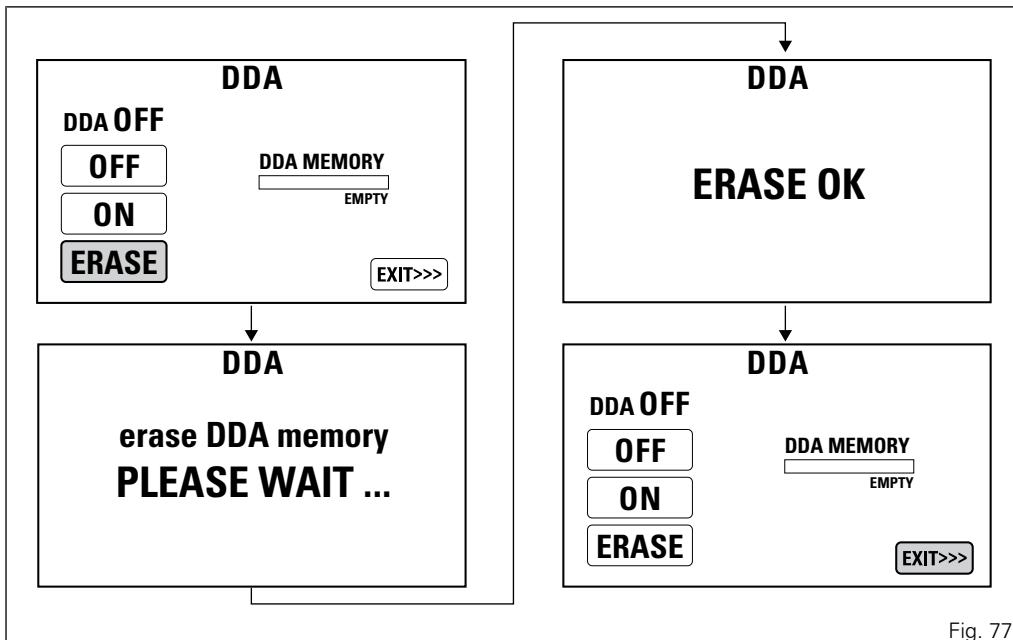 DDA
DDA OFF
OFF
DDA MEMORY
EMPTY
ON
ERASE
EXIT>>>
DDA
erase DDA memory
PLEASE WAIT ...
DDA
ERASE OK
DDA
DDA OFF
OFF
DDA MEMORY
EMPTY
ON
ERASE
EXIT>>>
Fig. 77